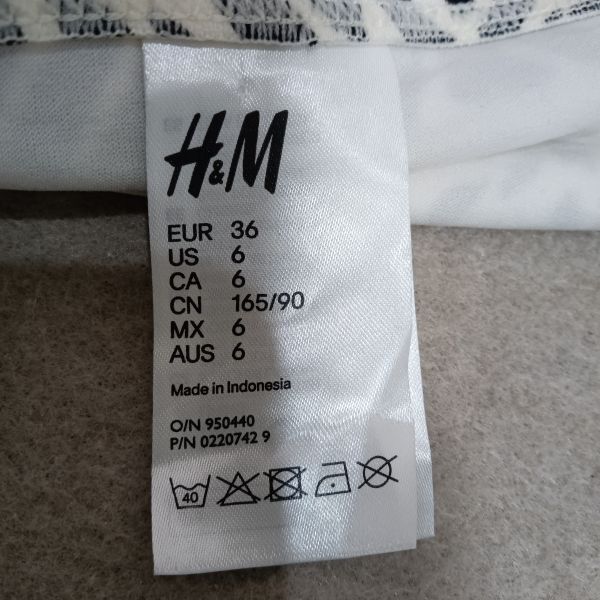 H&M
EUR 36
US 6
CA 6
CN 165/90
MX 6
AUS 6
Made in Indonesia
O/N 950440
P/N 0220742 9
40